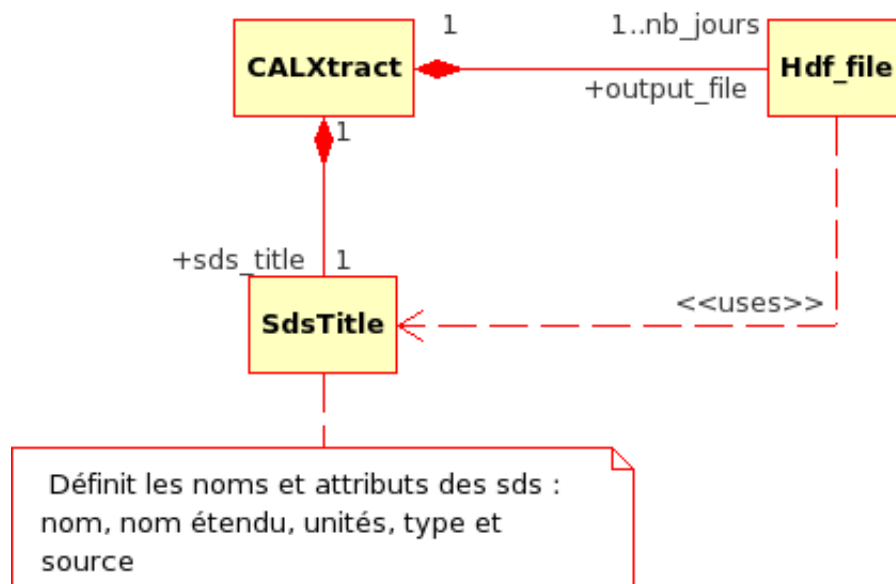 1
1..nb_jours
CALXtract
Hdf_file
+output_file
1
+sds_title
1
<<uses>>
SdsTitle
Définit les noms et attributs des sds :
nom, nom étendu, unités, type et
source